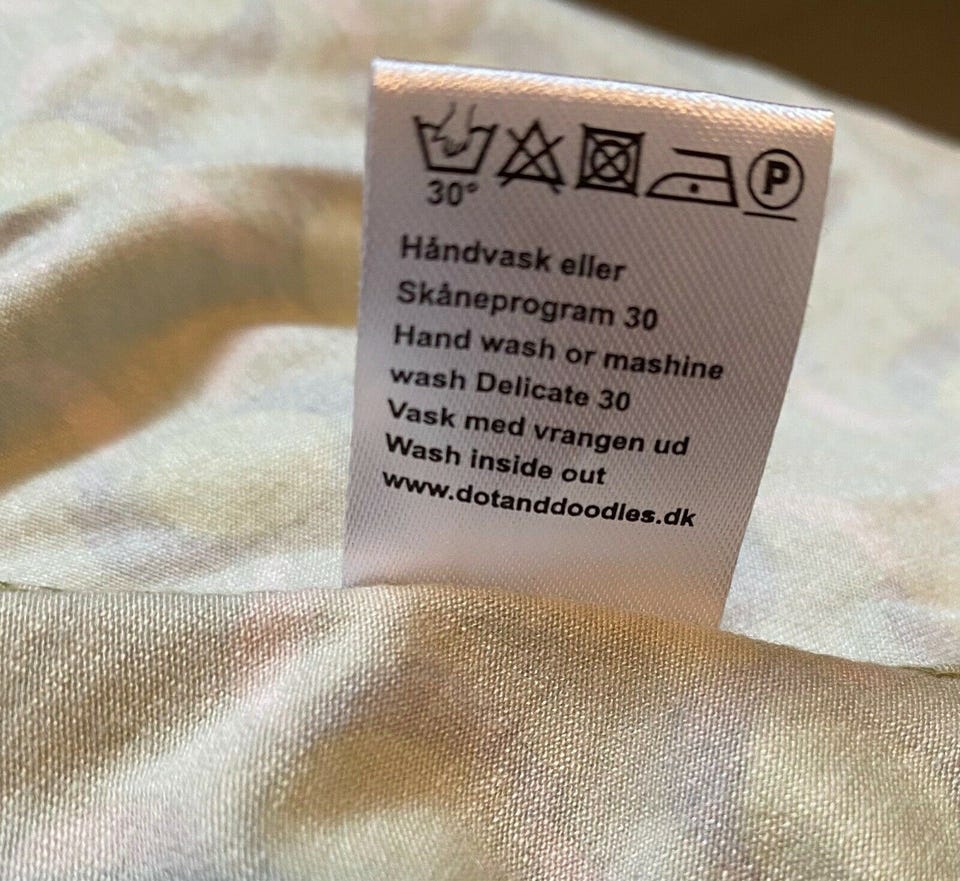 P
30°
Håndvask eller
Skåneprogram 30
Hand wash or mashine
wash Delicate 30
Vask med vrangen ud
Wash inside out
www.dotanddoodles.dk